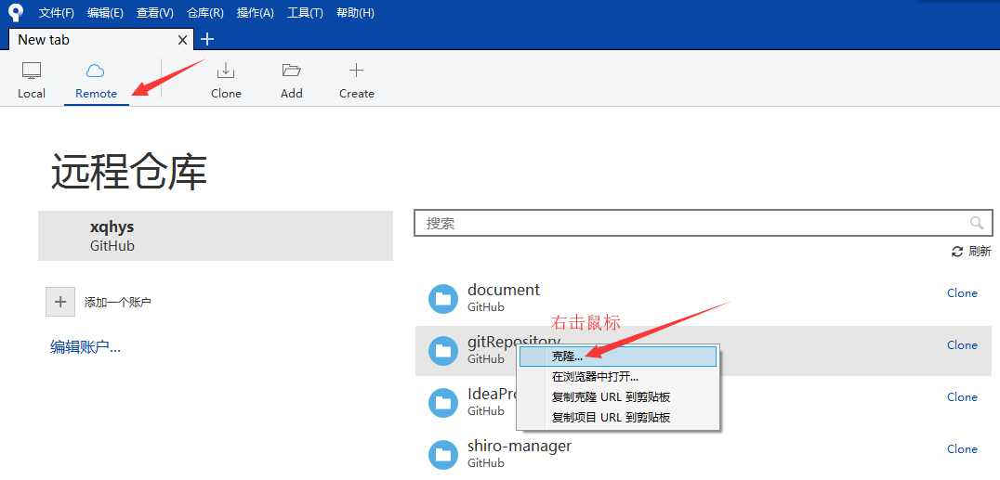 文件(F) 编辑(E) 查看(V) 仓库(R) 操作(A) 工具(T) 帮助(H)
New tab
Local Remote Clone Add Create
远程仓库
xqhys
GitHub
添加一个账户
编辑账户...
搜索
刷新
document Clone
GitHub
右击鼠标
gitRepository Clone
GitHub
克隆...
在浏览器中打开...
复制克隆 URL 到剪贴板
复制项目 URL 到剪贴板
IdeaPro Clone
GitHub
shiro-manager Clone
GitHub